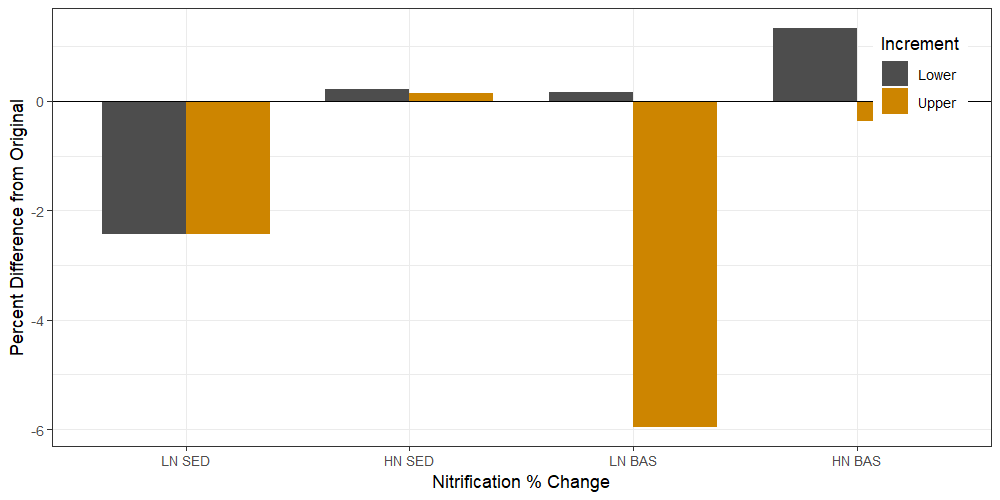 Percent Difference from Original
0
-2
-4
-6
Increment
Lower
Upper
LN SED
HN SED
LN BAS
HN BAS
Nitrification % Change